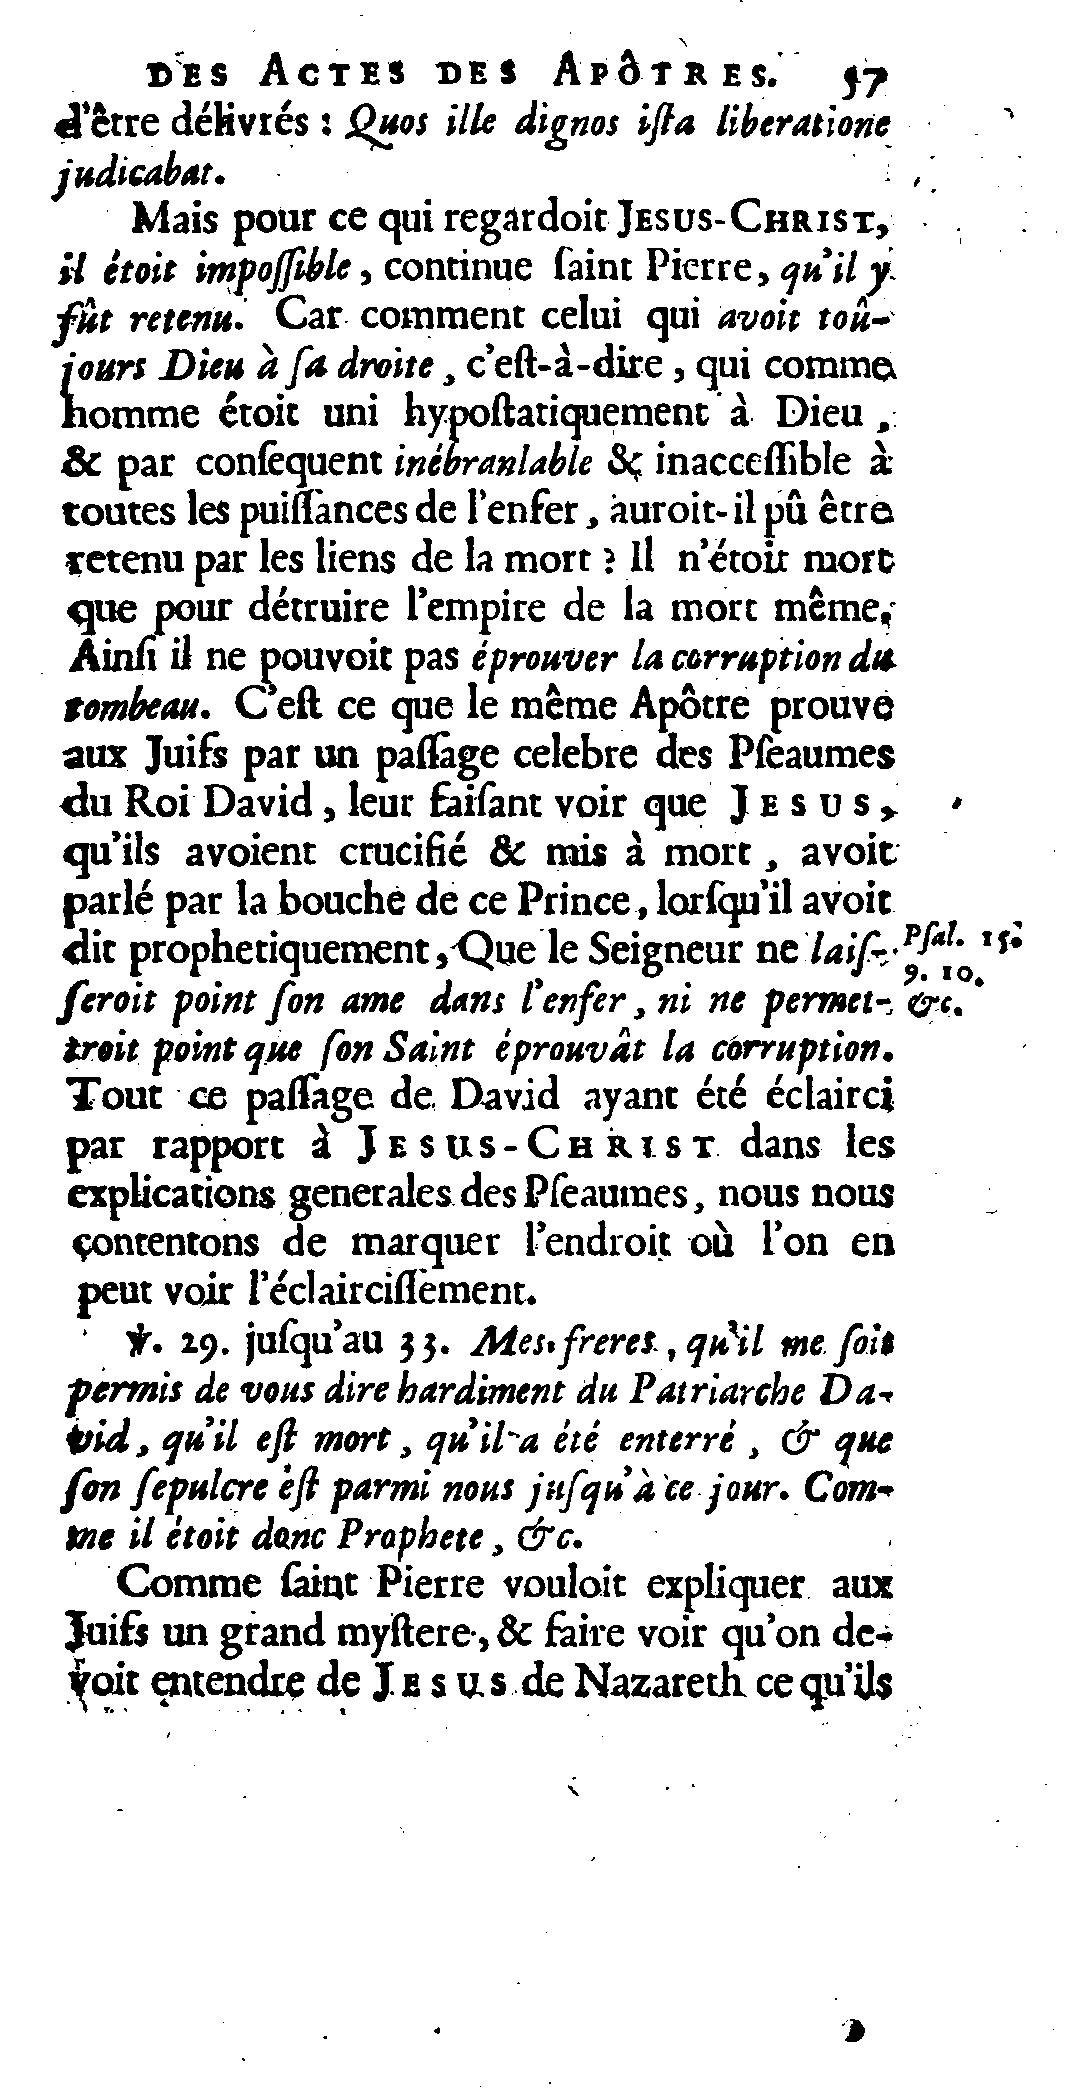 DES ACTES DES APÔTRES. 57
d'être délivrés : Quos ille dignos iſta liberatione
judicabat.
Mais pour ce qui regardoit JESUS-CHRIST,
il étoit impoſſible, continue ſaint Pierre, qu'il y
fût retenu. Car comment celui qui avoit toû-
jours Dieu à ſa droite, c'eſt-à-dire, qui comme
homme étoit uni hypoſtatiquement à Dieu,
& par conſequent inébranlable & inacceſſible à
toutes les puiſſances de l'enfer, auroit-il pû être
retenu par les liens de la mort ? Il n'étoit mort
que pour détruire l'empire de la mort même.
Ainſi il ne pouvoit pas éprouver la corruption du
tombeau. C'eſt ce que le même Apôtre prouve
aux Juifs par un paſſage celebre des Pſeaumes
du Roi David, leur faiſant voir que JESUS,
qu'ils avoient crucifié & mis à mort, avoit
parlé par la bouche de ce Prince, lorſqu'il avoit
dit prophetiquement, Que le Seigneur ne laiſ-
ſeroit point ſon ame dans l'enfer, ni ne permet-
troit point que ſon Saint éprouvât la corruption.
Pſal. 15.
9. 10.
&c.
Tout ce paſſage de David ayant été éclairci
par rapport à JESUS-CHRIST dans les
explications generales des Pſeaumes, nous nous
contentons de marquer l'endroit où l'on en
peut voir l'éclairciſſement.
℣. 29. juſqu'au 33. Mes freres, qu'il me ſoit
permis de vous dire hardiment du Patriarche Da-
vid, qu'il eſt mort, qu'il a été enterré, & que
ſon ſepulcre eſt parmi nous juſqu'à ce jour. Com-
me il étoit donc Prophete, &c.
Comme ſaint Pierre vouloit expliquer aux
Juifs un grand myſtere, & faire voir qu'on de-
voit entendre de JESUS de Nazareth ce qu'ils
D